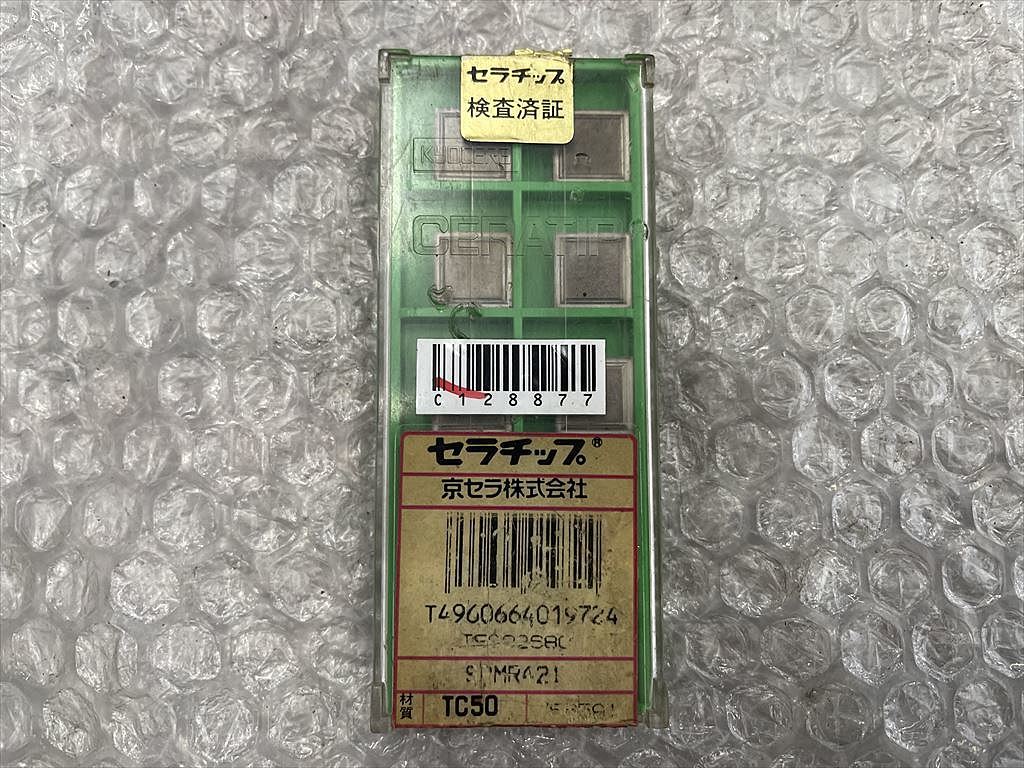 セラチップ
検査済証
KYOCERA
CERATIP
C128877
セラチップ®
京セラ株式会社
T4960664019724
材質 TC50